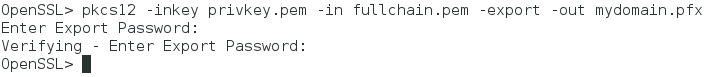 OpenSSL> pkcs12 -inkey privkey.pem -in fullchain.pem -export -out mydomain.pfx
Enter Export Password:
Verifying - Enter Export Password:
OpenSSL>